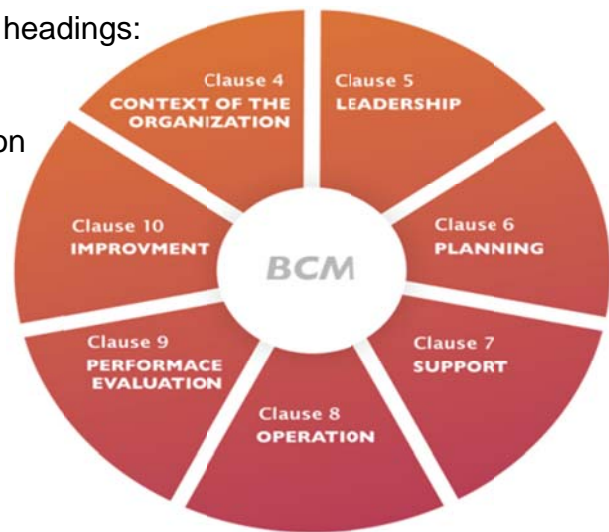 headings:
on
Clause 4
CONTEXT OF THE
ORGANIZATION
Clause 5
LEADERSHIP
Clause 6
PLANNING
Clause 7
SUPPORT
Clause 8
OPERATION
Clause 9
PERFORMACE
EVALUATION
Clause 10
IMPROVMENT
BCM